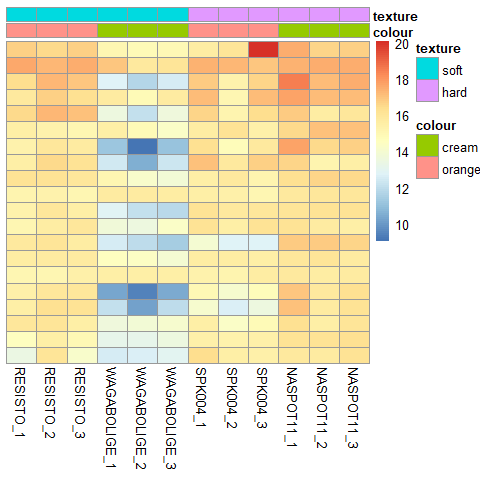 texture
colour
20
18
16
14
12
10
texture
soft
hard
colour
cream
orange
RESISTO_1
RESISTO_2
RESISTO_3
WAGABOLIGE_1
WAGABOLIGE_2
WAGABOLIGE_3
SPK004_1
SPK004_2
SPK004_3
NASPOT11_1
NASPOT11_2
NASPOT11_3